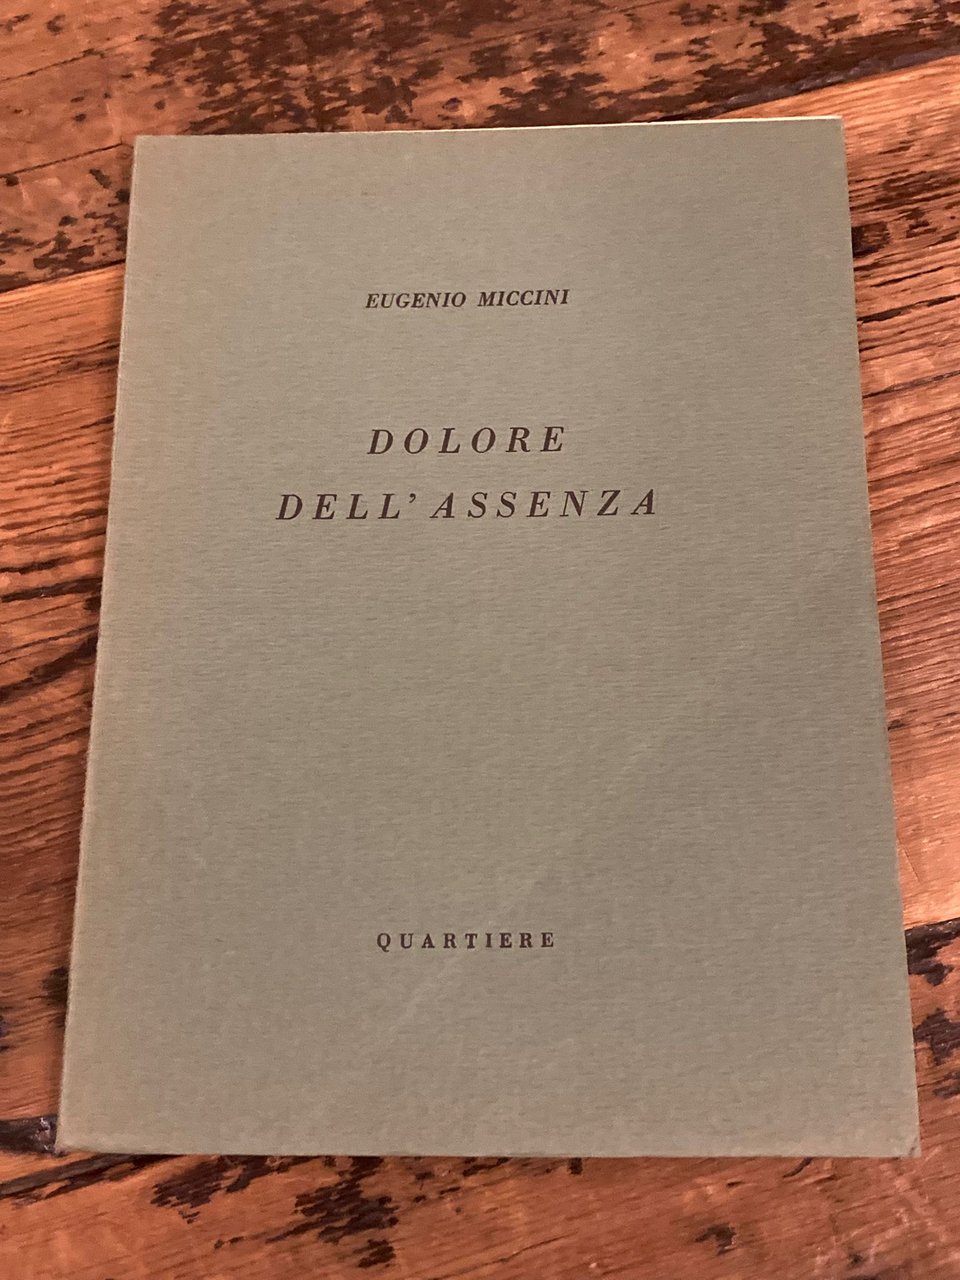 EUGENIO MICCINI
DOLORE
DELL'ASSENZA
QUARTIERE